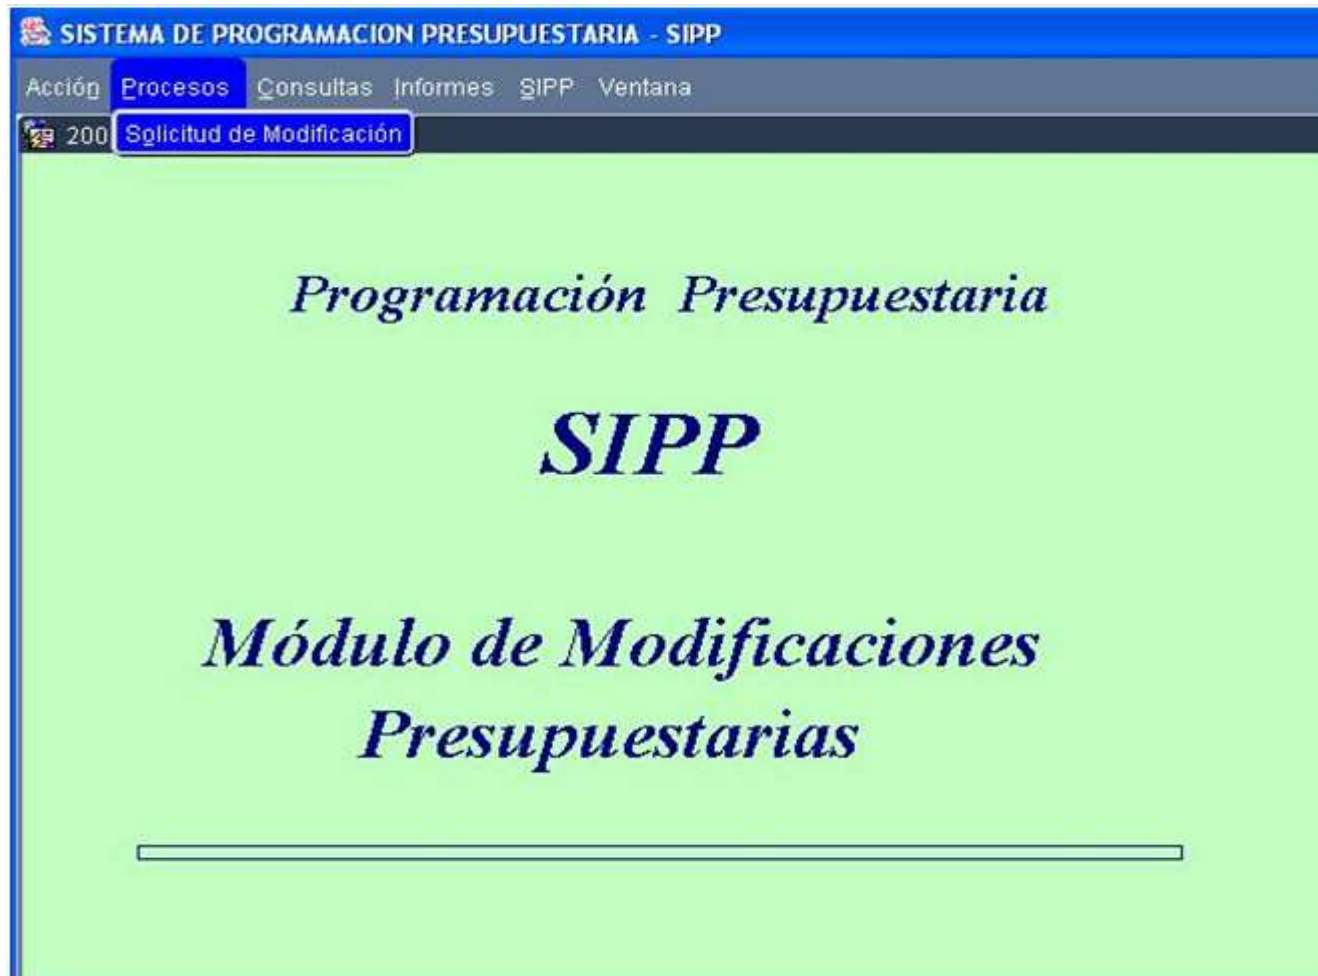 SISTEMA DE PROGRAMACION PRESUPUESTARIA - SIPP
Acción Procesos Consultas Informes SIPP Ventana
200 Solicitud de Modificación
Programación Presupuestaria
SIPP
Módulo de Modificaciones
Presupuestarias